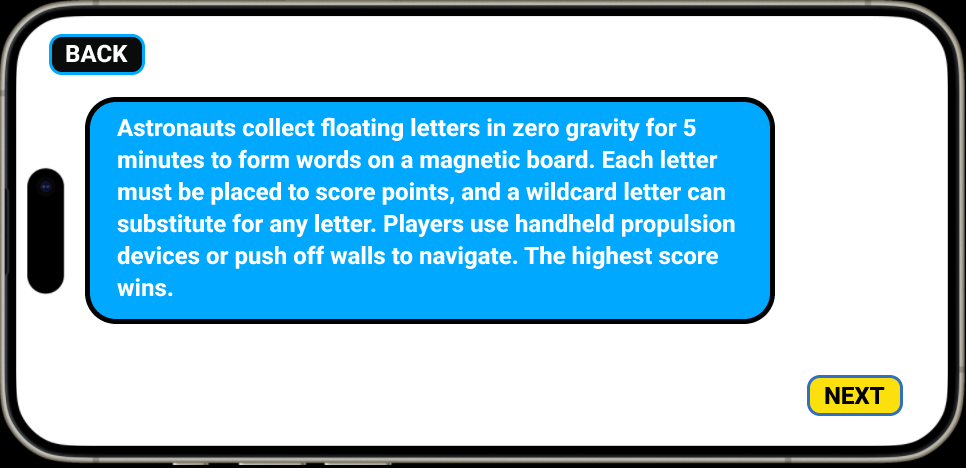 BACK
Astronauts collect floating letters in zero gravity for 5
minutes to form words on a magnetic board. Each letter
must be placed to score points, and a wildcard letter can
substitute for any letter. Players use handheld propulsion
devices or push off walls to navigate. The highest score
wins.
NEXT